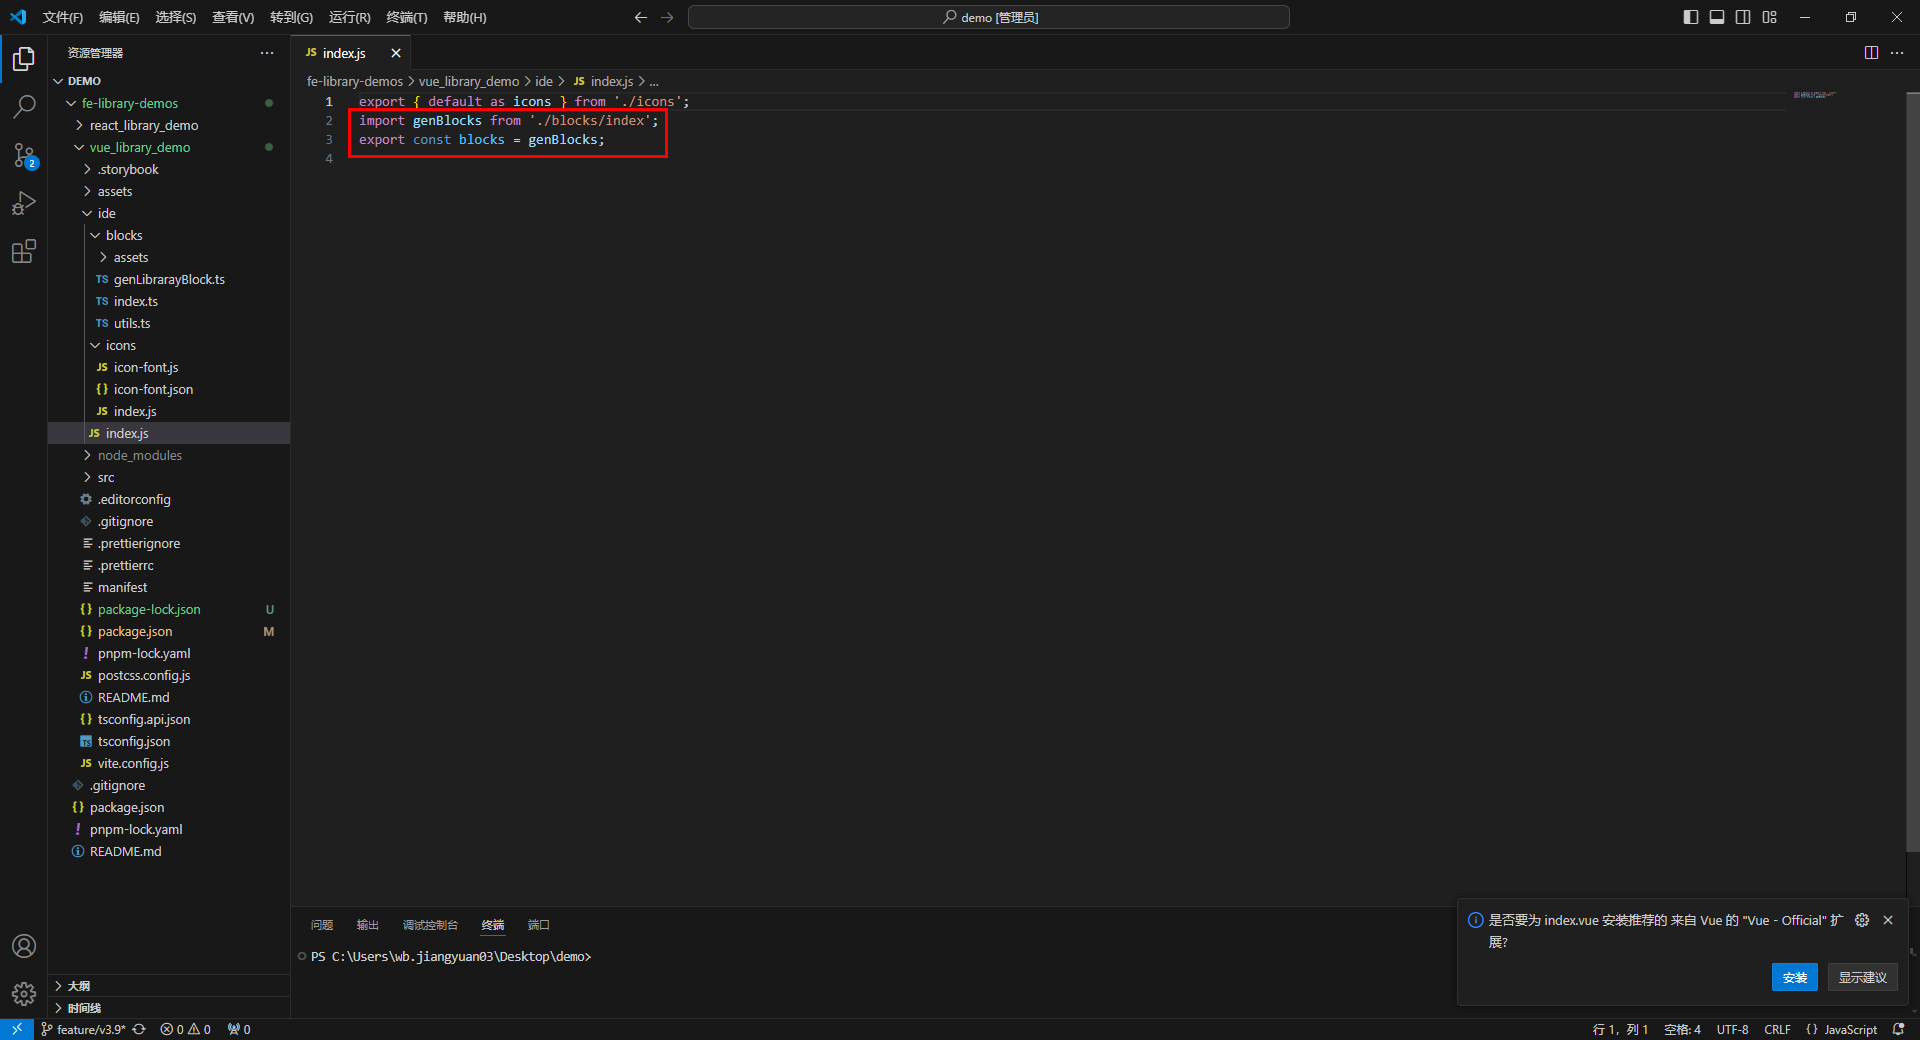 文件(F) 编辑(E) 选择(S) 查看(V) 转到(G) 运行(R) 终端(T) 帮助(H)
demo [管理员]
资源管理器
DEMO
fe-library-demos
react_library_demo
vue_library_demo
.storybook
assets
ide
blocks
assets
TS genLibrarayBlock.ts
TS index.ts
TS utils.ts
icons
JS icon-font.js
{} icon-font.json
JS index.js
JS index.js
node_modules
src
.editorconfig
.gitignore
.prettierignore
.prettierrc
manifest
{} package-lock.json U
{} package.json M
! pnpm-lock.yaml
JS postcss.config.js
README.md
{} tsconfig.api.json
TS tsconfig.json
JS vite.config.js
.gitignore
{} package.json
! pnpm-lock.yaml
README.md
大纲
时间线
2
JS index.js
fe-library-demos > vue_library_demo > ide > JS index.js > ...
1 export { default as icons } from './icons';
2 import genBlocks from './blocks/index';
3 export const blocks = genBlocks;
4
问题 输出 调试控制台 终端 端口
PS C:\Users\wb.jiangyuan03\Desktop\demo>
是否要为 index.vue 安装推荐的 来自 Vue 的 "Vue - Official" 扩
展?
安装 显示建议
feature/v3.9* 0 0 0 行 1，列 1 空格: 4 UTF-8 CRLF {} JavaScript